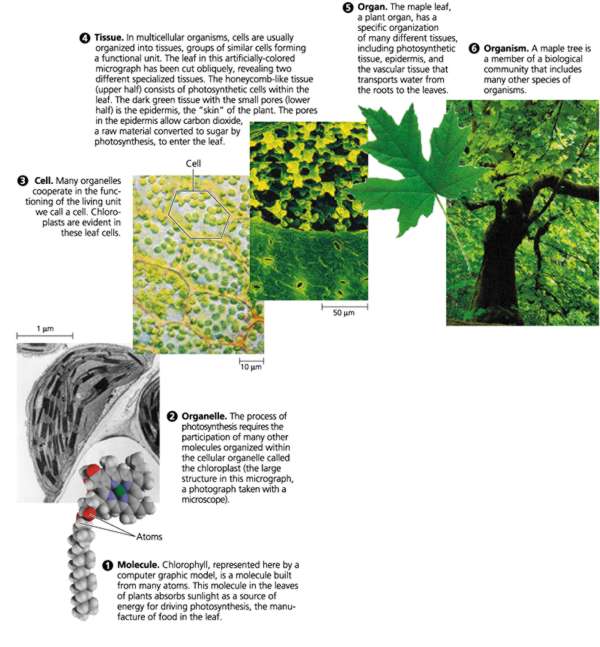 ❺ Organ. The maple leaf,
a plant organ, has a
specific organization
of many different tissues,
including photosynthetic
tissue, epidermis, and
the vascular tissue that
transports water from
the roots to the leaves.
❻ Organism. A maple tree is
a member of a biological
community that includes
many other species of
organisms.
❹ Tissue. In multicellular organisms, cells are usually
organized into tissues, groups of similar cells forming
a functional unit. The leaf in this artificially-colored
micrograph has been cut obliquely, revealing two
different specialized tissues. The honeycomb-like tissue
(upper half) consists of photosynthetic cells within the
leaf. The dark green tissue with the small pores (lower
half) is the epidermis, the "skin" of the plant. The pores
in the epidermis allow carbon dioxide,
a raw material converted to sugar by
photosynthesis, to enter the leaf.
Cell
❸ Cell. Many organelles
cooperate in the func-
tioning of the living unit
we call a cell. Chloro-
plasts are evident in
these leaf cells.
50 µm
1 µm
10 µm
❷ Organelle. The process of
photosynthesis requires the
participation of many other
molecules organized within
the cellular organelle called
the chloroplast (the large
structure in this micrograph,
a photograph taken with a
microscope).
Atoms
❶ Molecule. Chlorophyll, represented here by a
computer graphic model, is a molecule built
from many atoms. This molecule in the leaves
of plants absorbs sunlight as a source of
energy for driving photosynthesis, the manu-
facture of food in the leaf.